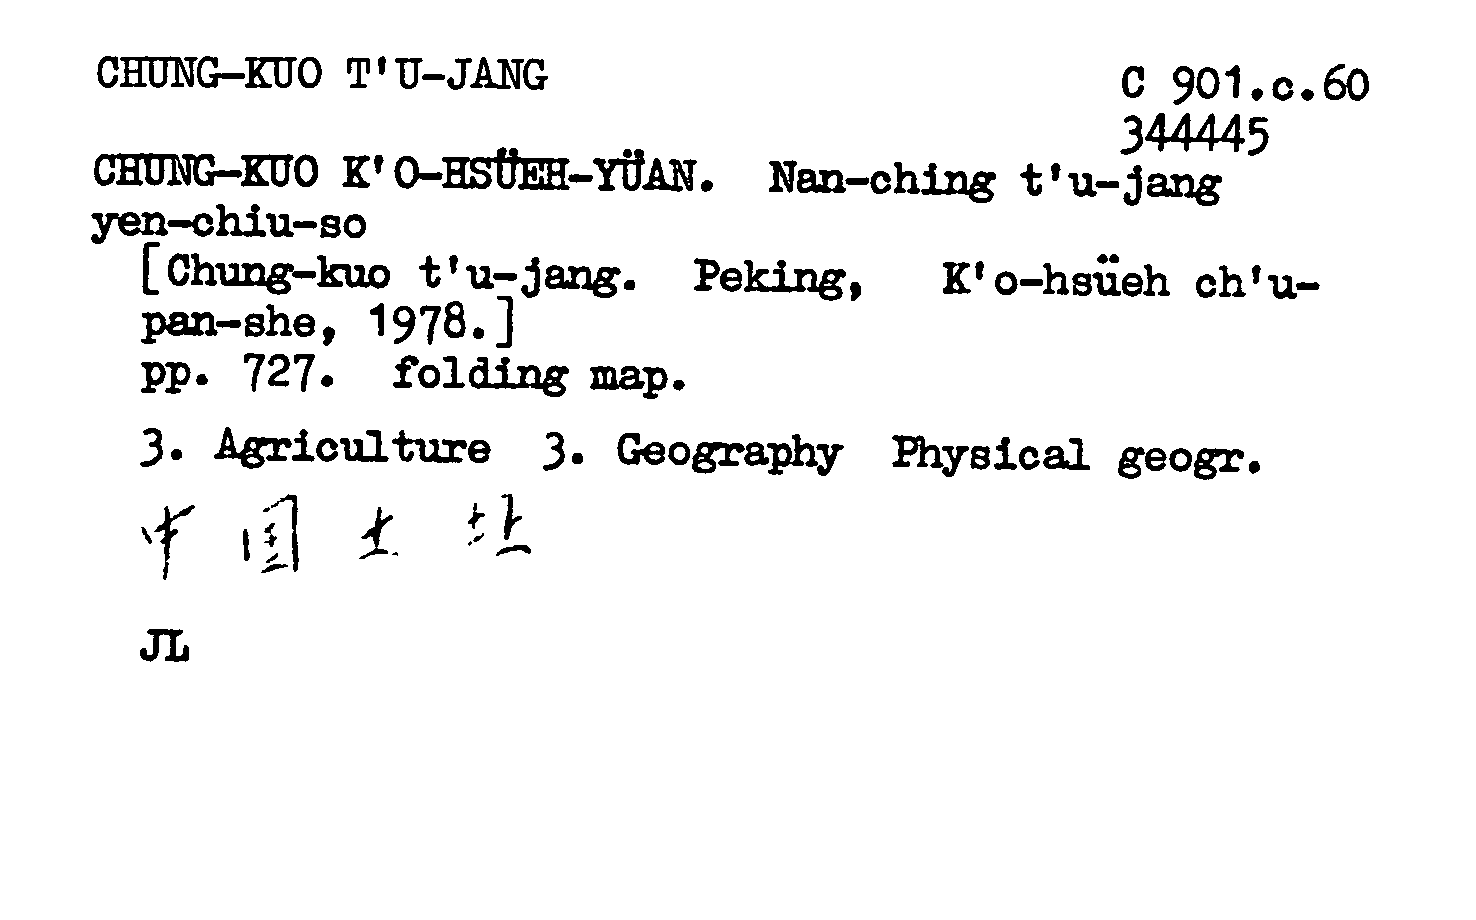 CHUNG-KUO T'U-JANG
C 901.c.60
344445
CHUNG-KUO K'O-HSÜEH-YÜAN. Nan-ching t'u-jang
yen-chiu-so
[Chung-kuo t'u-jang. Peking, K'o-hsüeh ch'u-
pan-she, 1978.]
pp. 727. folding map.
3. Agriculture 3. Geography Physical geogr.
中国土
JL